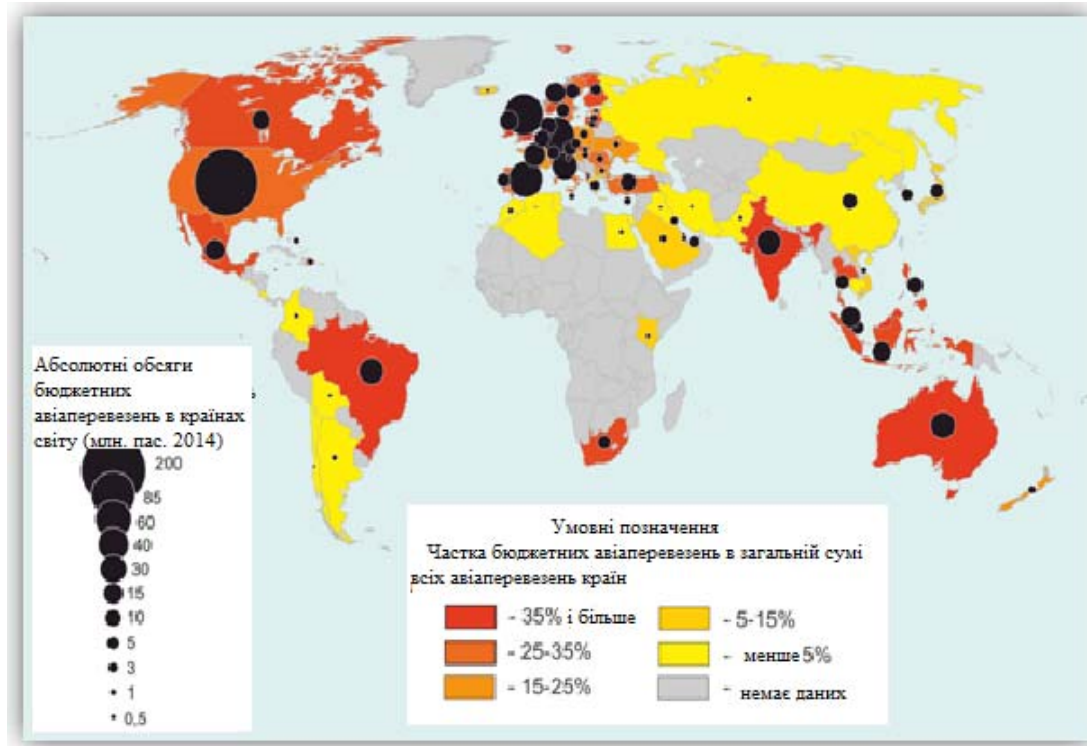 Абсолютні обсяги
бюджетних
авіаперевезень в країнах
світу (млн. пас. 2014)
200
85
60
40
30
15
10
5
3
1
0,5
Умовні позначення
Частка бюджетних авіаперевезень в загальній сумі
всіх авіаперевезень країн
- 35% і більше
- 25-35%
- 15-25%
- 5-15%
- менше 5%
- немає даних